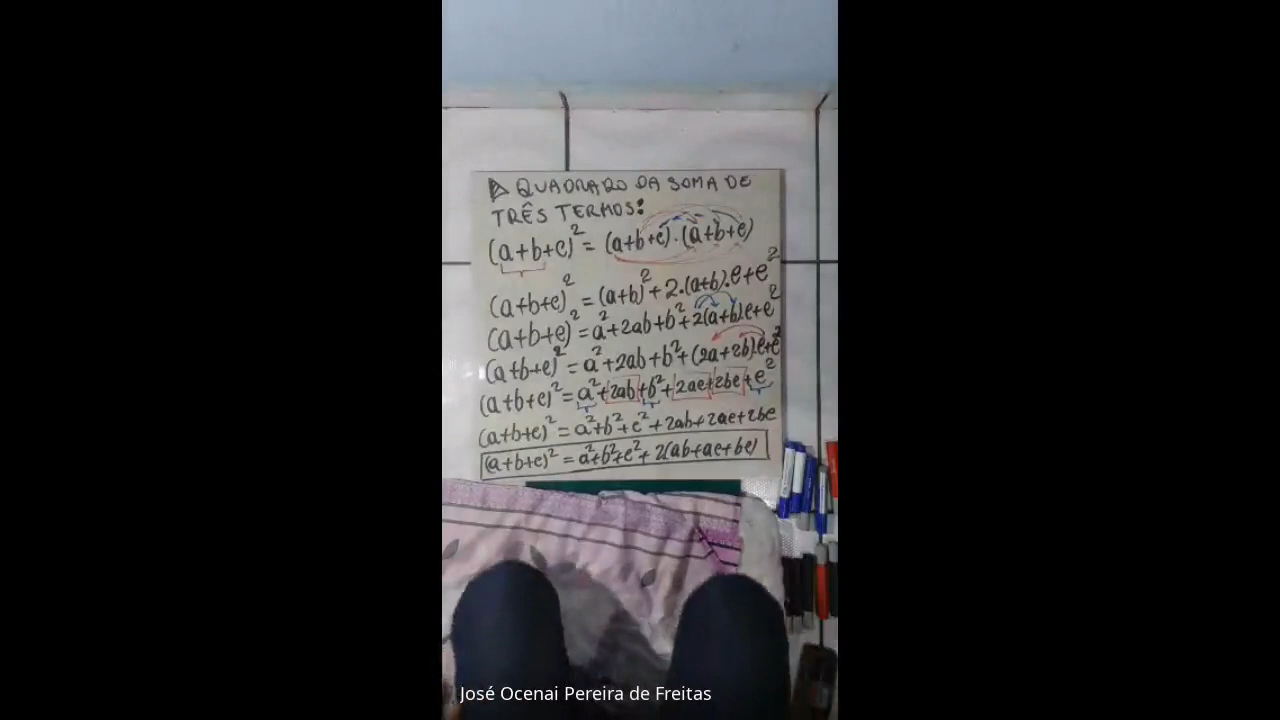 ▷ QUADRADO DA SOMA DE
TRÊS TERMOS:
(a+b+c)² = (a+b+c).(a+b+c)
(a+b+c)² = (a+b)² + 2.(a+b).c+c²
(a+b+c)² = a²+2ab+b²+2(a+b).c+c²
(a+b+c)² = a²+2ab+b²+(2a+2b).c+c²
(a+b+c)² = a²+2ab+b²+2ac+2bc+c²
(a+b+c)² = a²+b²+c²+2ab+2ac+2bc
(a+b+c)² = a²+b²+c²+2(ab+ac+bc)
José Ocenai Pereira de Freitas